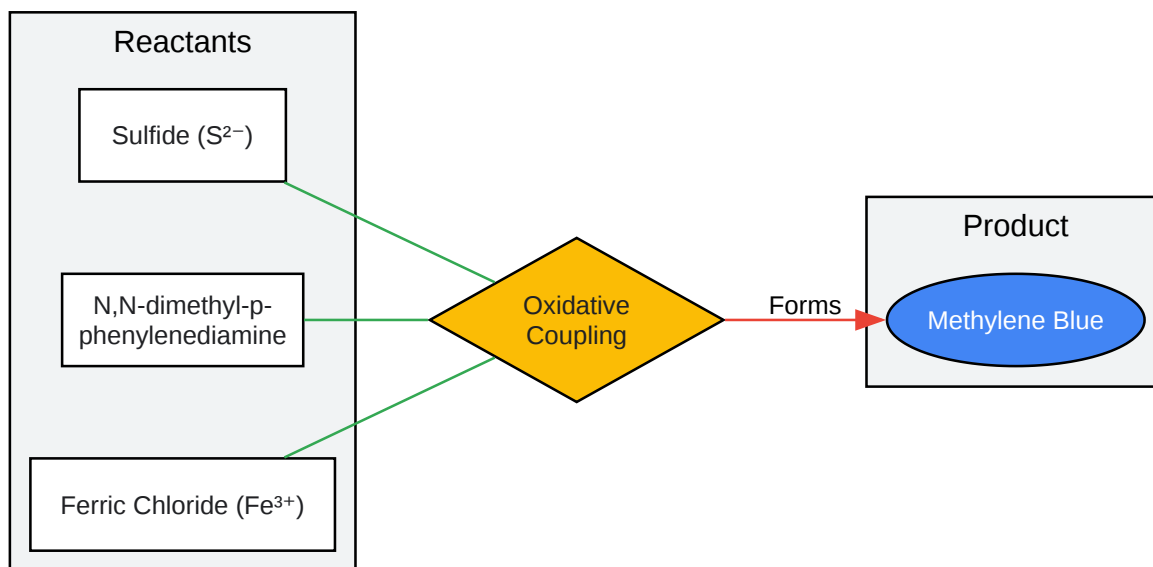 Reactants
Sulfide (S²⁻)
N,N-dimethyl-p-
phenylenediamine
Ferric Chloride (Fe³⁺)
Oxidative
Coupling
Forms
Product
Methylene Blue